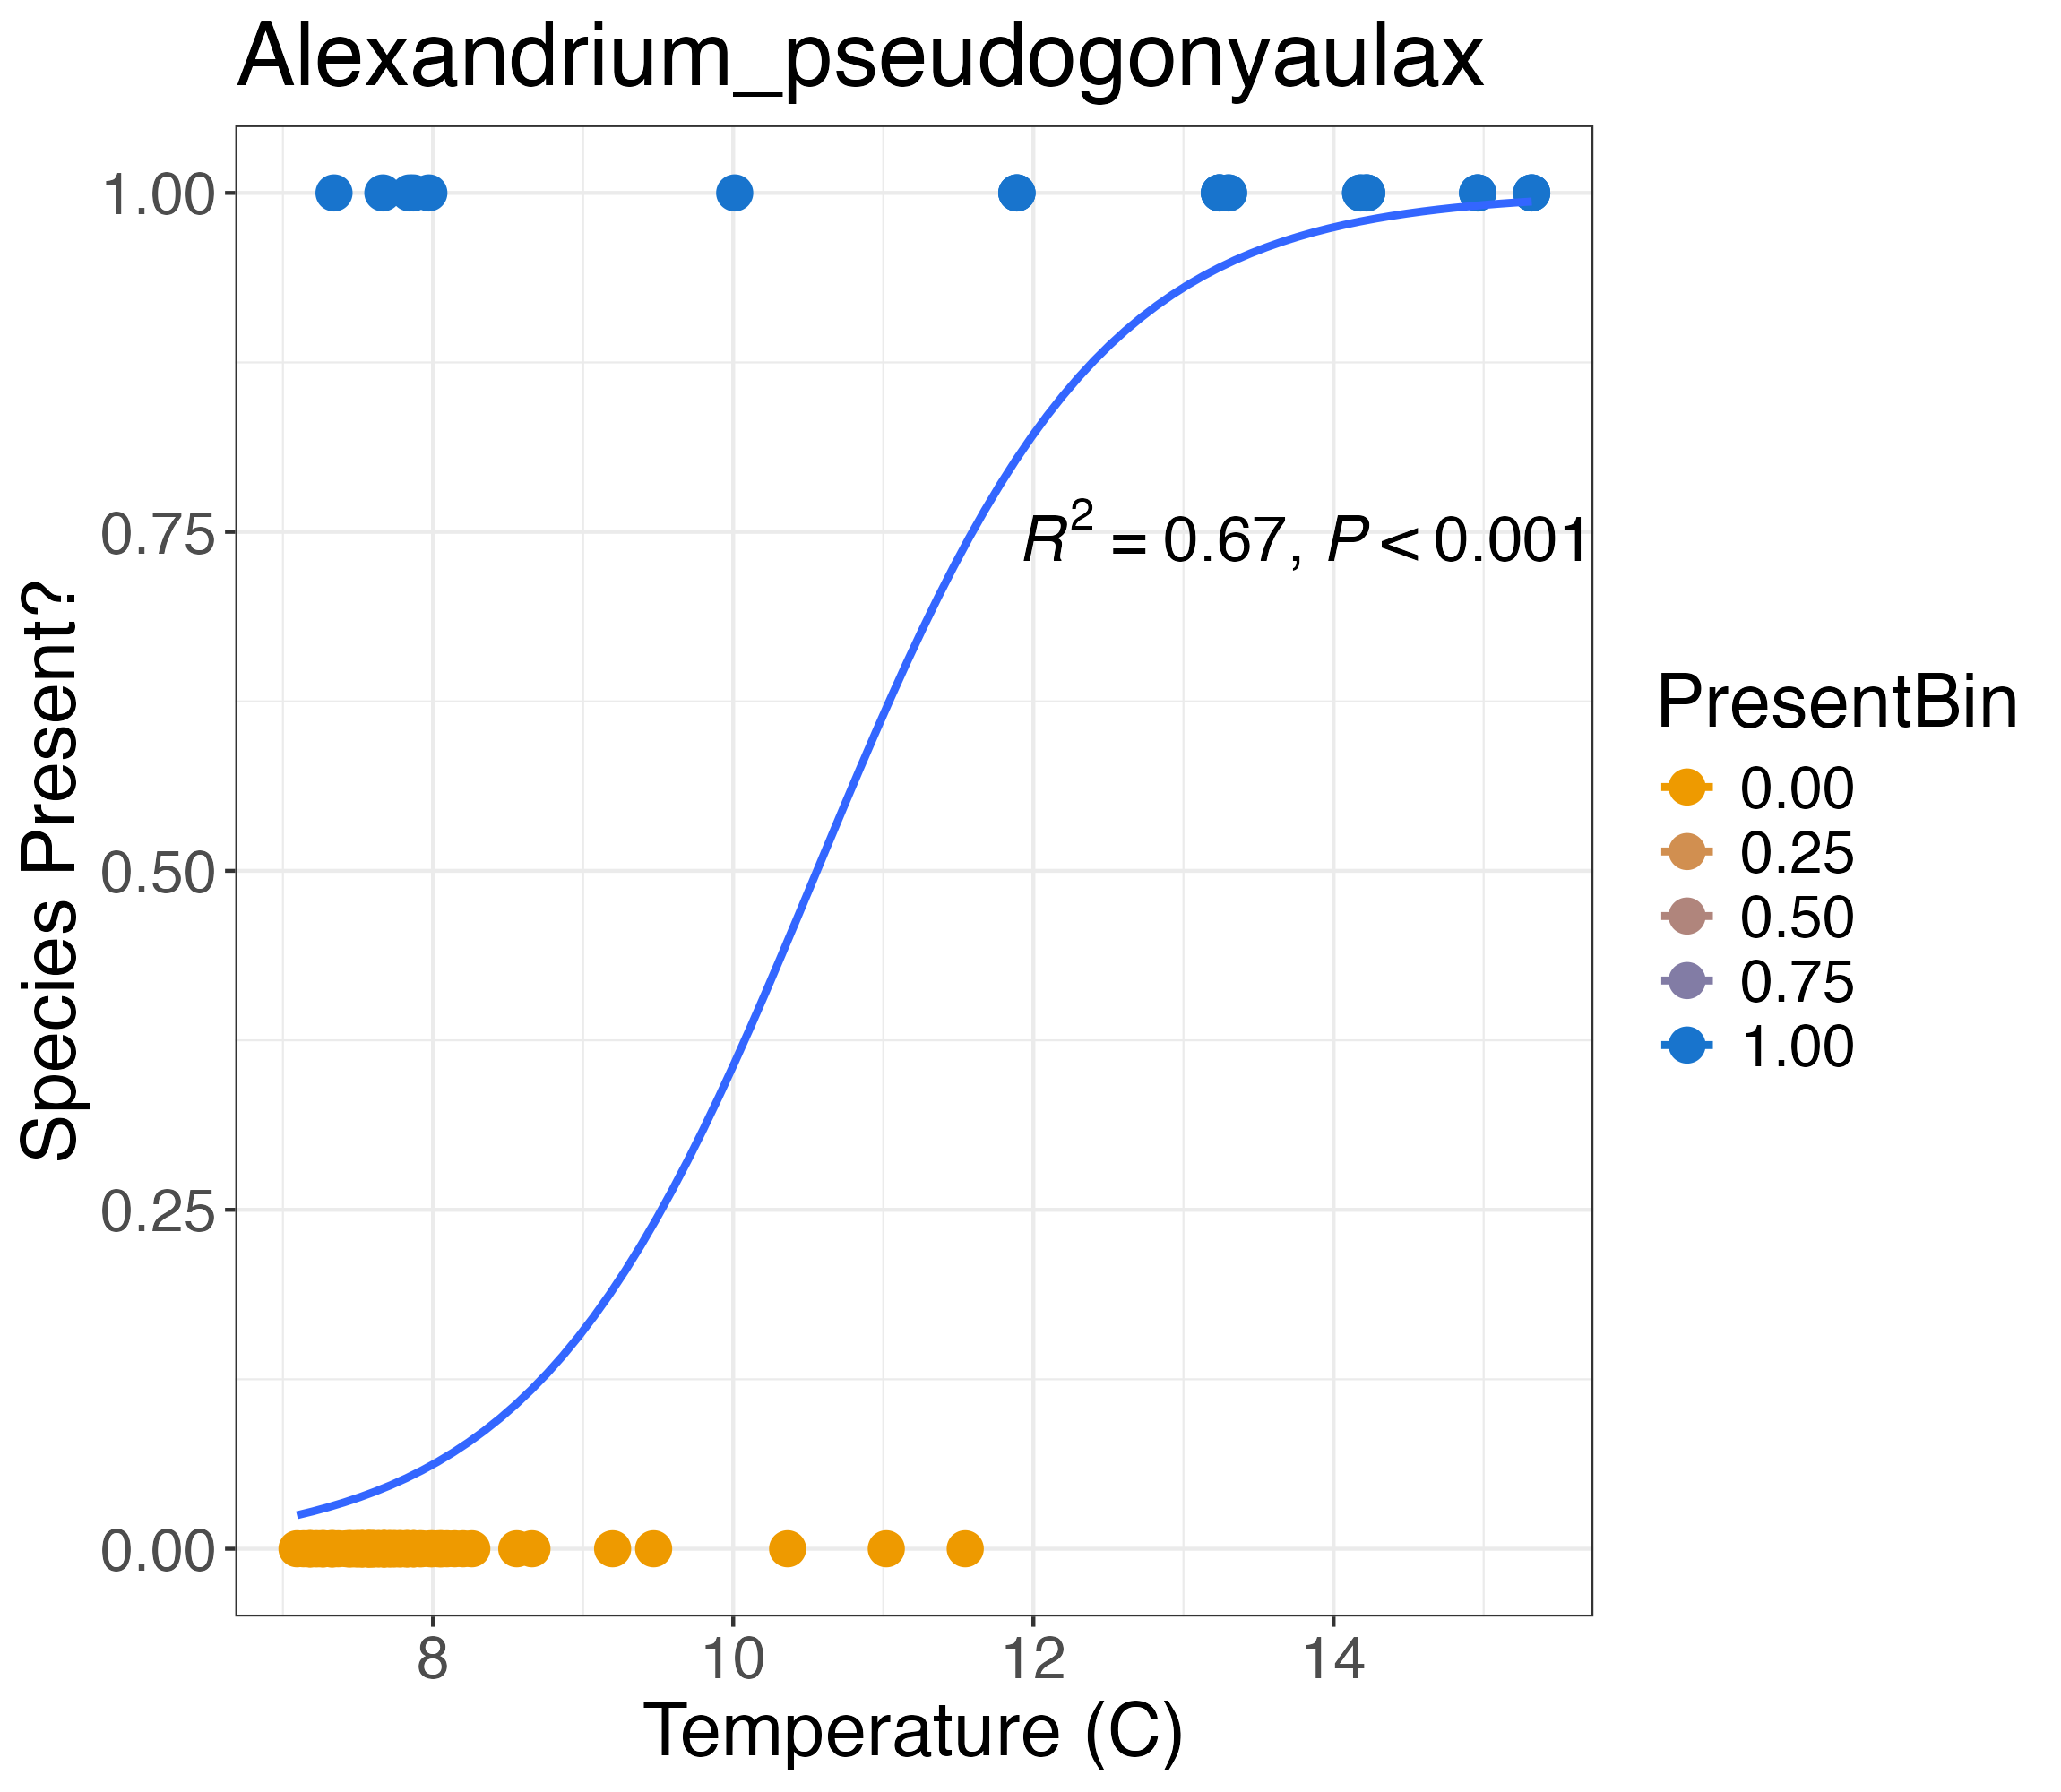 Alexandrium_pseudogonyaulax
1.00
0.75
0.50
0.25
0.00
Species Present?
R² = 0.67, P < 0.001
8 10 12 14
Temperature (C)
PresentBin
0.00
0.25
0.50
0.75
1.00